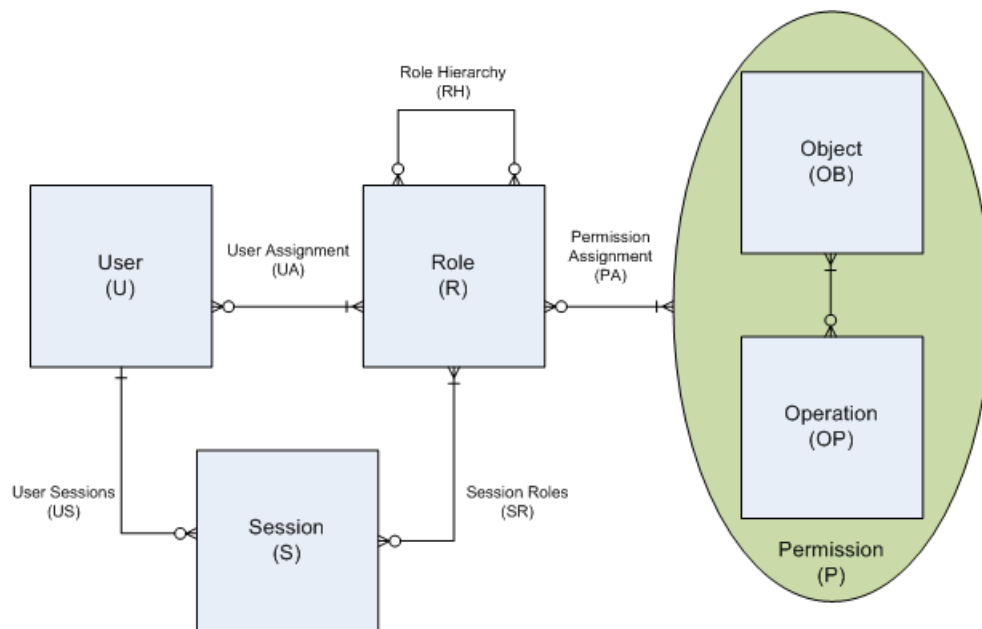 Role Hierarchy
(RH)
Object
(OB)
User
(U)
User Assignment
(UA)
Role
(R)
Permission
Assignment
(PA)
Operation
(OP)
User Sessions
(US)
Session
(S)
Session Roles
(SR)
Permission
(P)